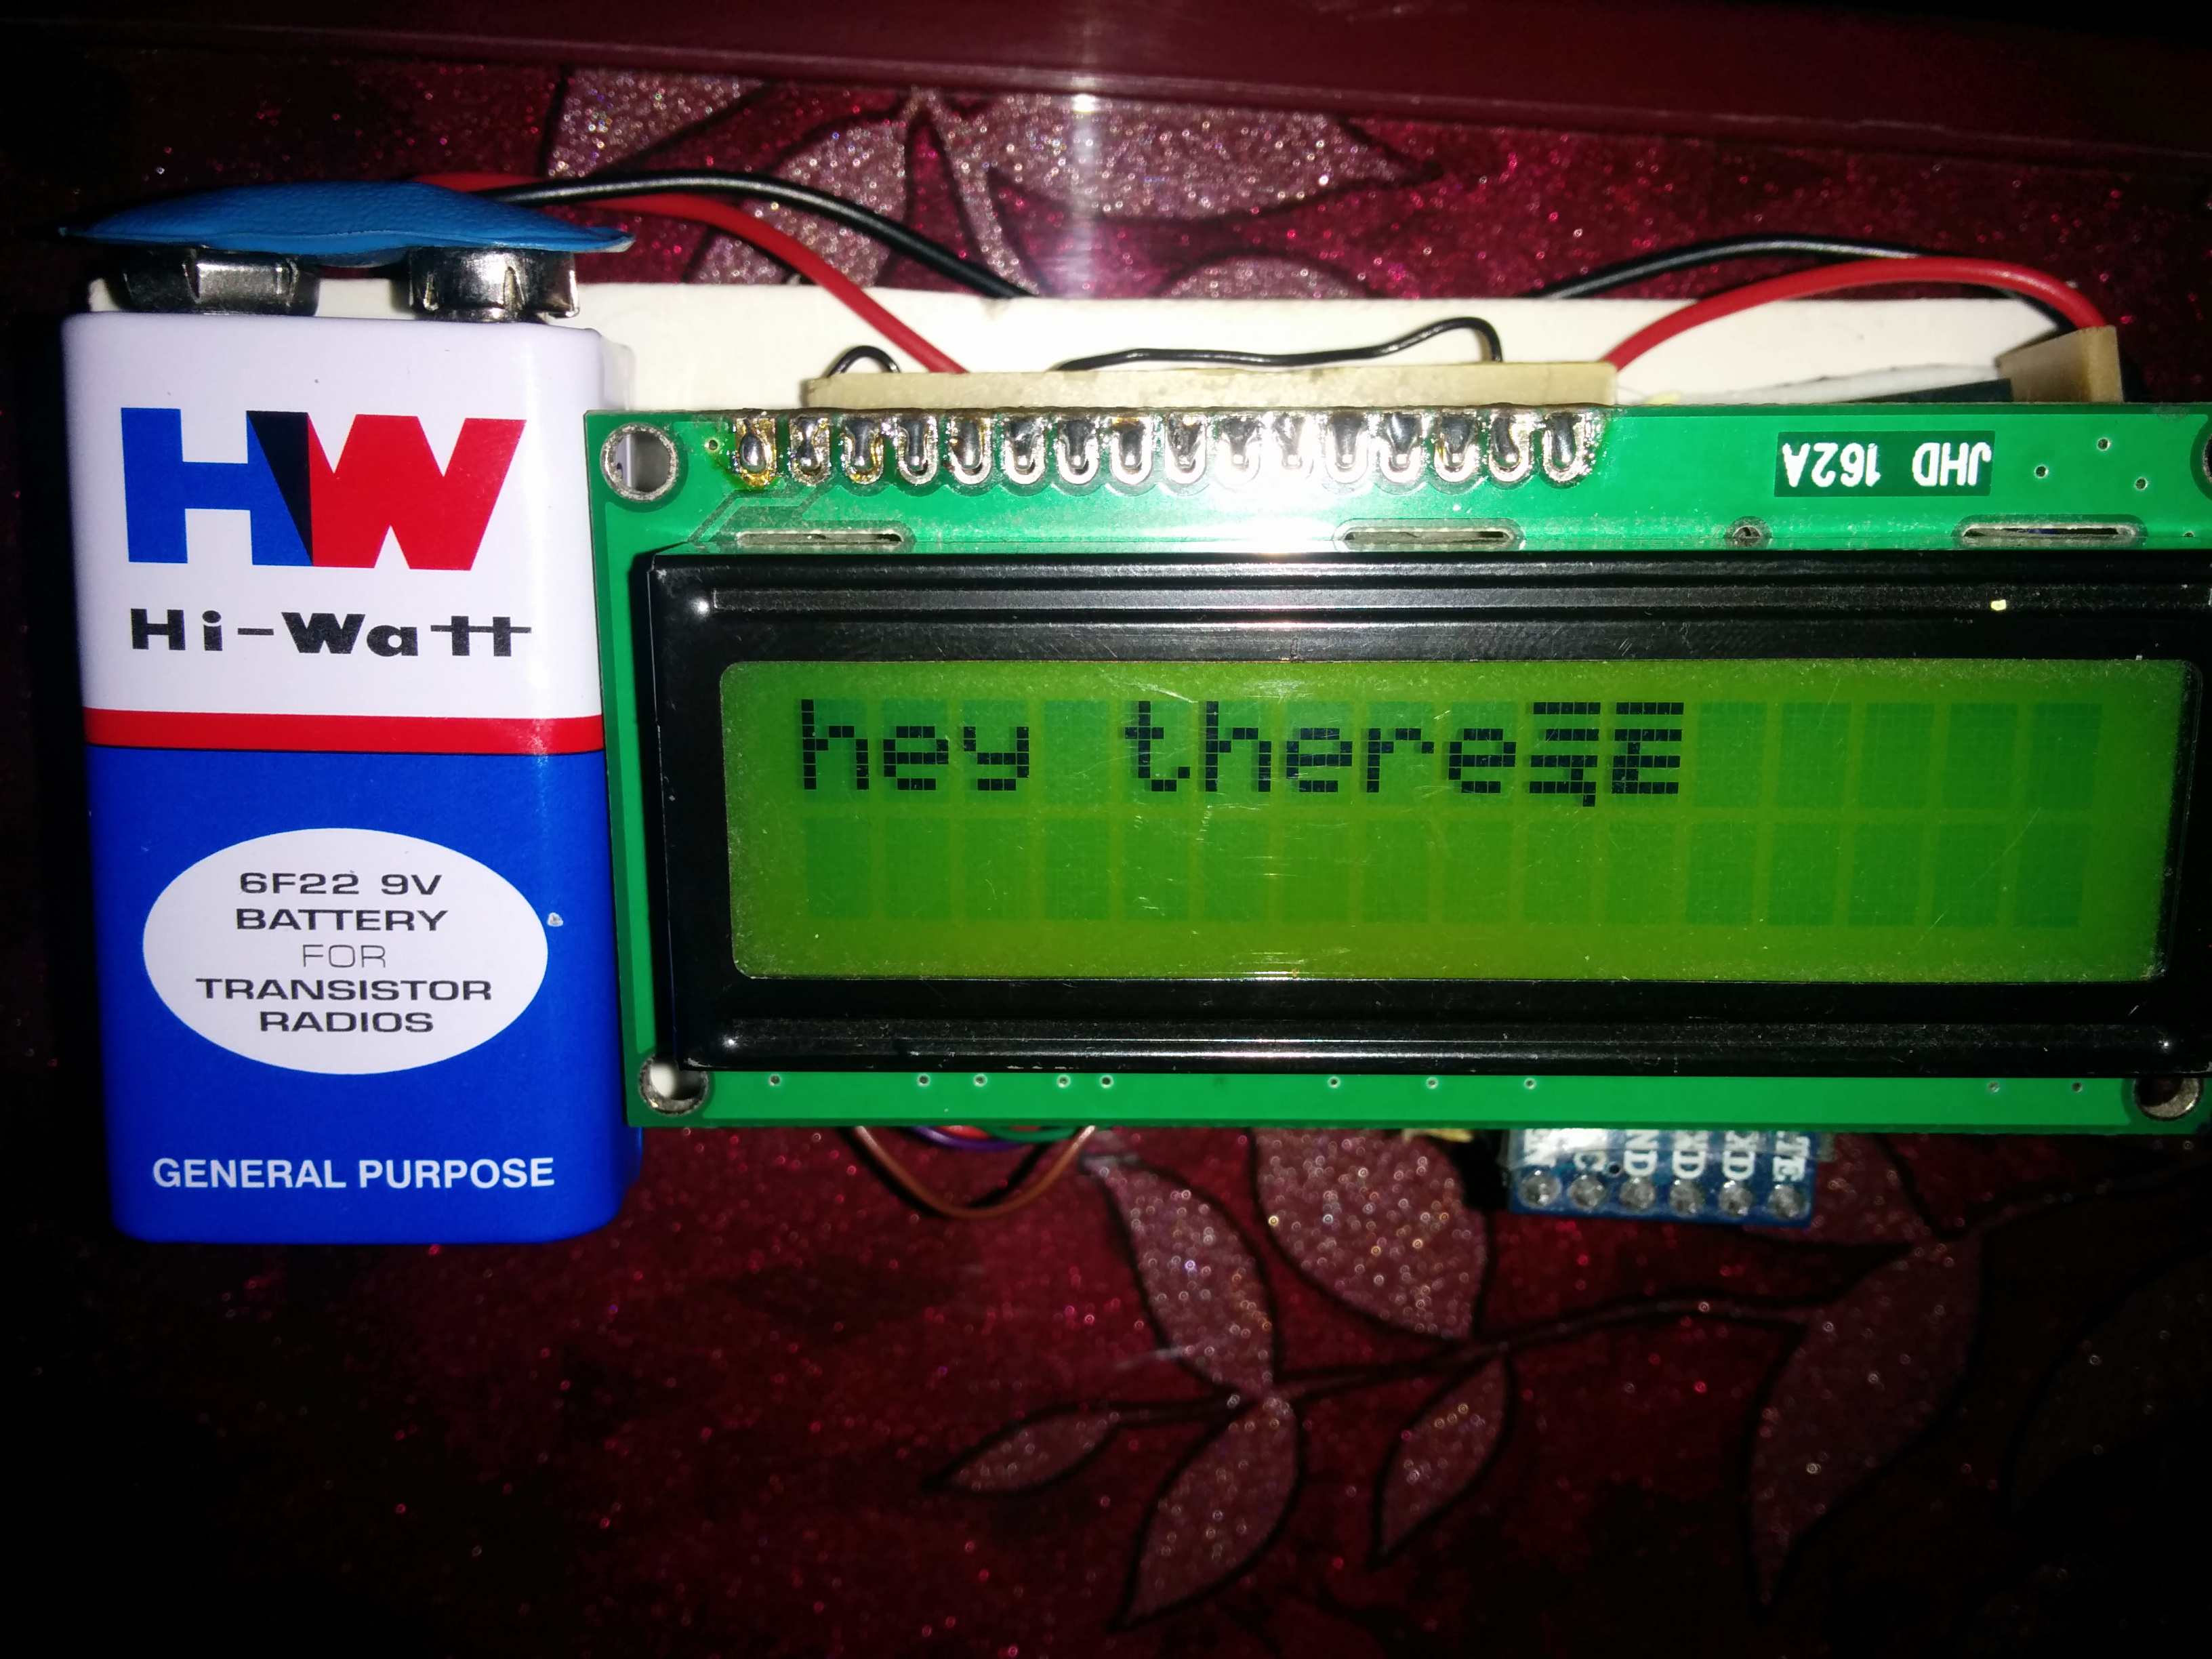 HW
Hi-Watt
6F22 9V
BATTERY
FOR
TRANSISTOR
RADIOS
GENERAL PURPOSE
JHD 162A
hey there